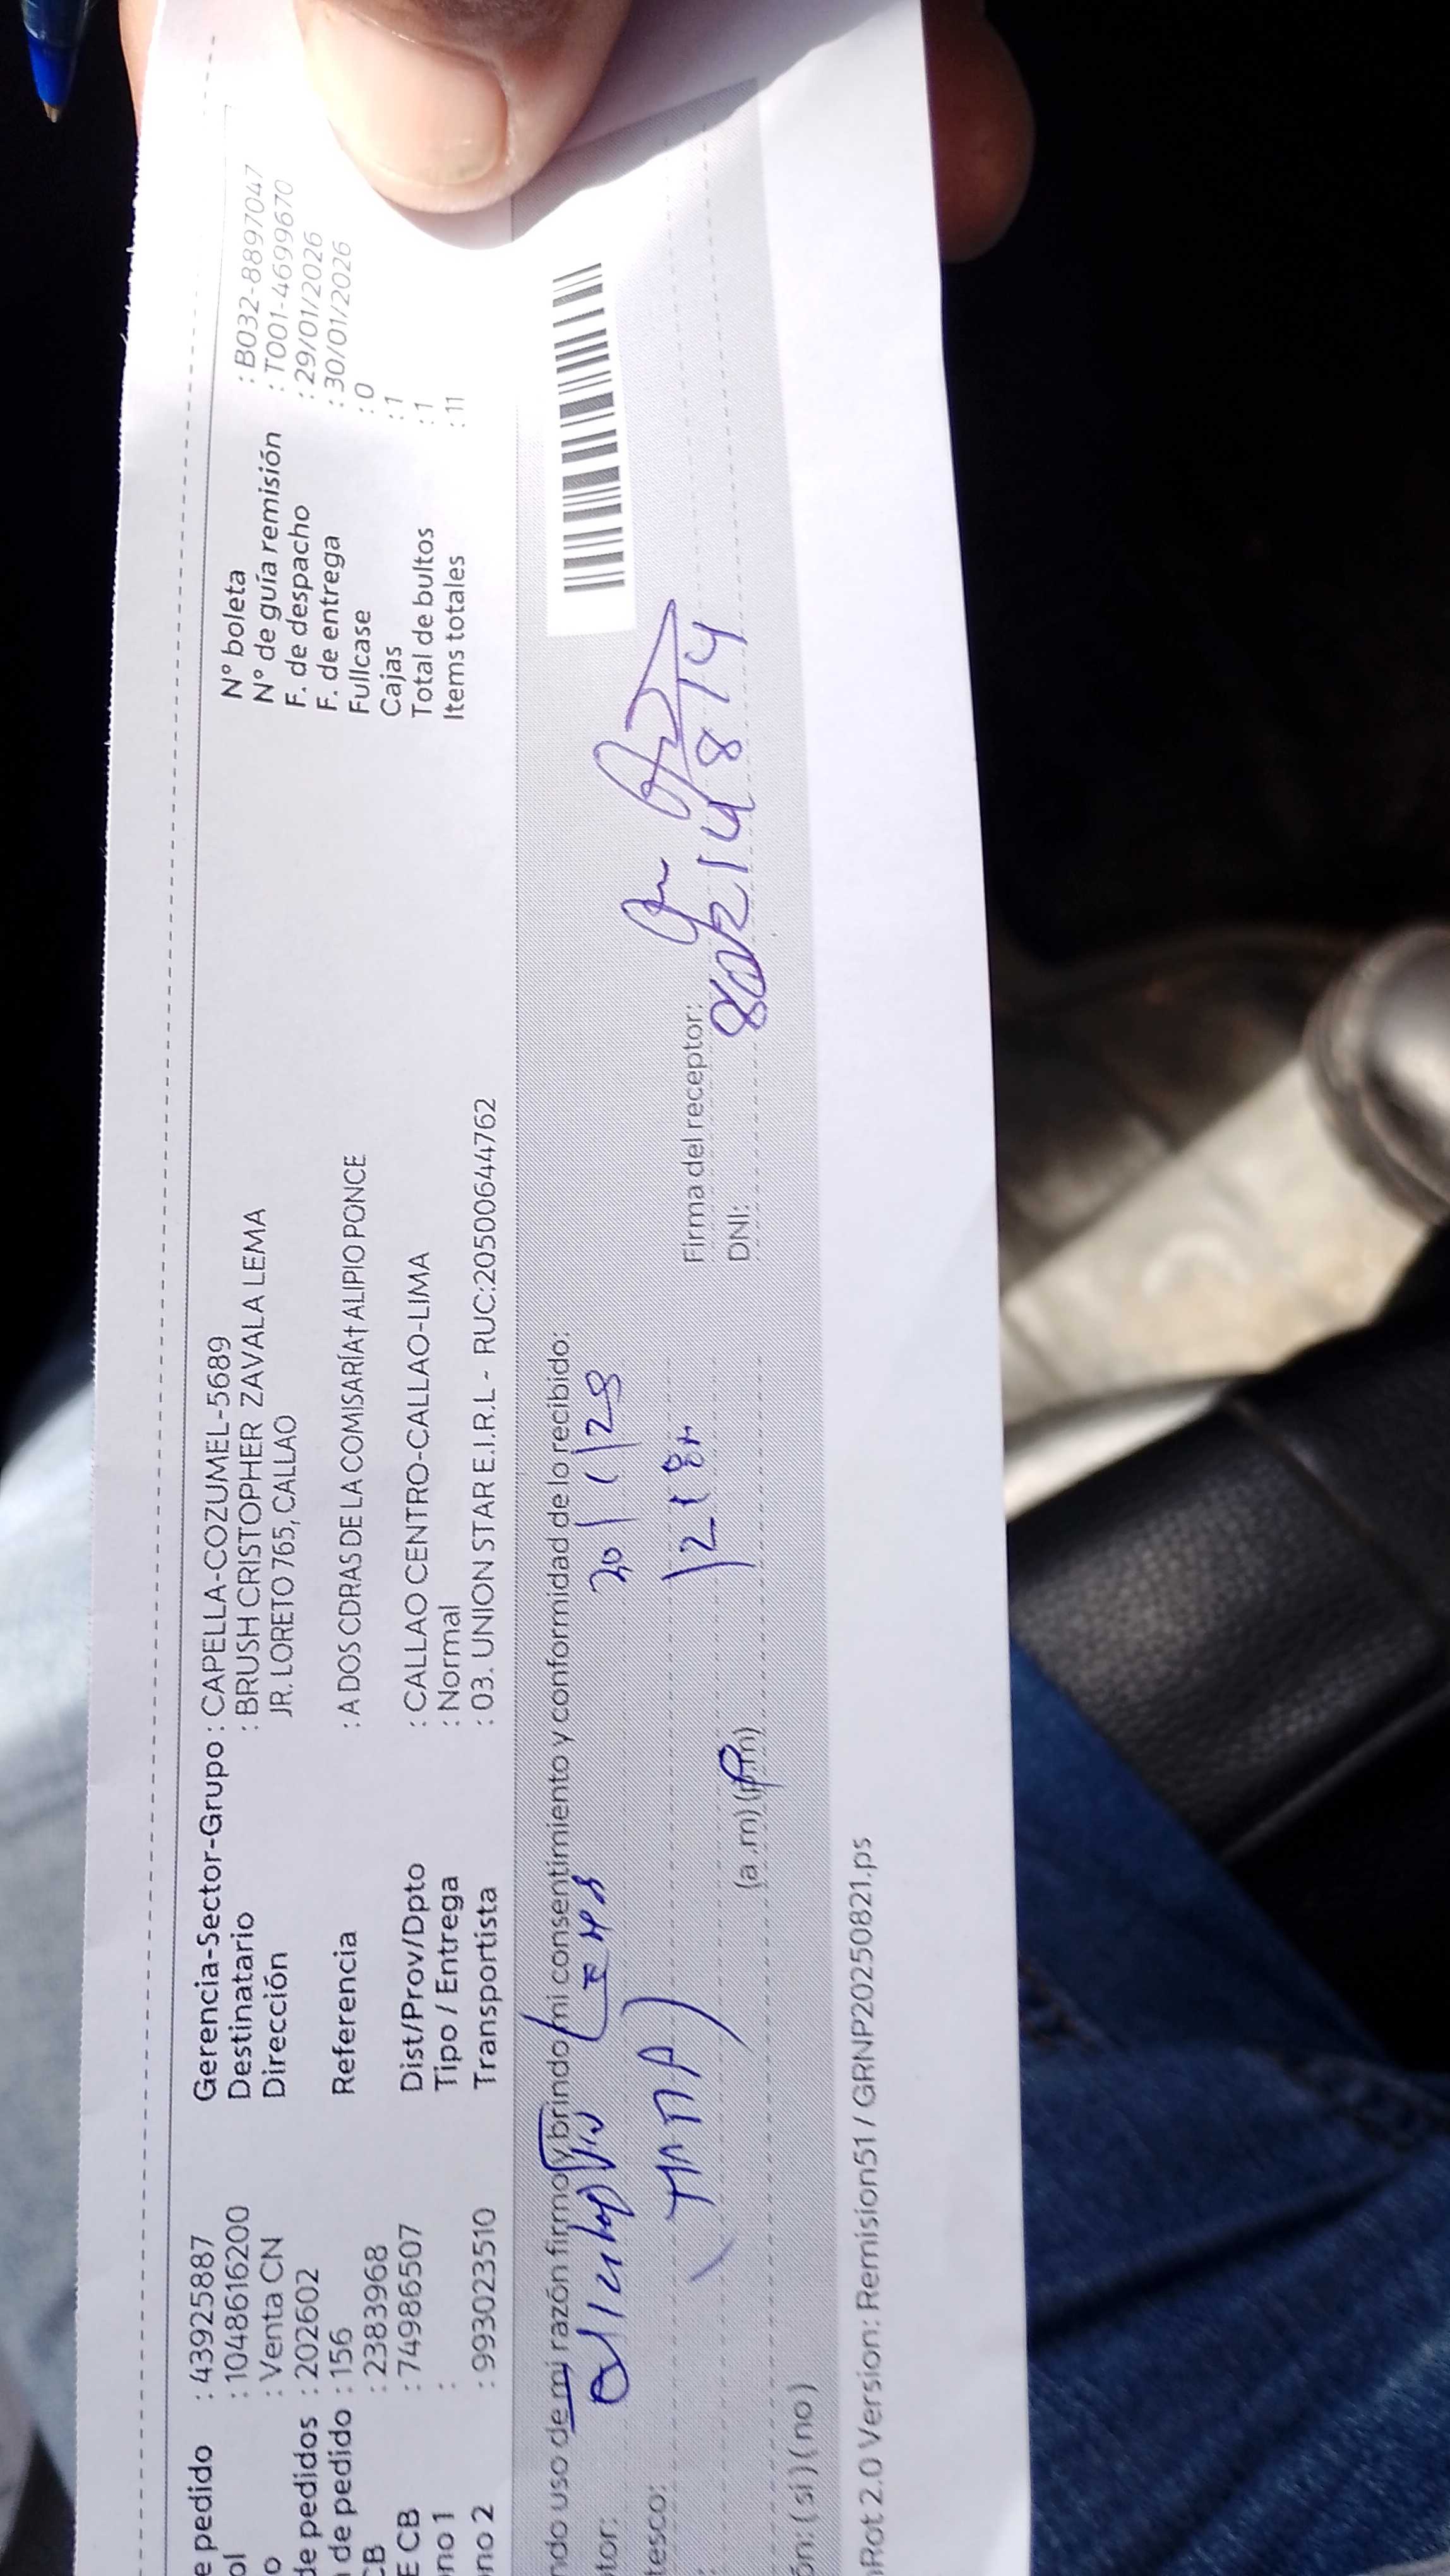 e pedido : 43925887 Gerencia-Sector-Grupo : CAPELLA-COZUMEL-5689 N° boleta : B032-8897047
ol : 1048616200 Destinatario : BRUSH CRISTOPHER ZAVALA LEMA N° de guía remisión : T001-4699670
o : Venta CN Dirección JR. LORETO 765, CALLAO F. de despacho : 29/01/2026
de pedidos : 202602 F. de entrega : 30/01/2026
de pedido : 156 Referencia : A DOS CDRAS DE LA COMISARÍA† ALIPIO PONCE Fullcase : 0
CB : 2383968 Cajas : 1
E CB : 74986507 Dist/Prov/Dpto : CALLAO CENTRO-CALLAO-LIMA Total de bultos : 1
no 1 : Tipo / Entrega : Normal Items totales : 11
no 2 : 993023510 Transportista : 03. UNION STAR E.I.R.L - RUC:20500644762
ndo uso de mi razón firmo y brindo mi consentimiento y conformidad de lo recibido:
tor:
tesco: Firma del receptor:
DNI: 80214814
(a.m) (p.m)
ón: (si) (no)
Rot 2.0 Version: Remision51 / GRNP20250821.ps